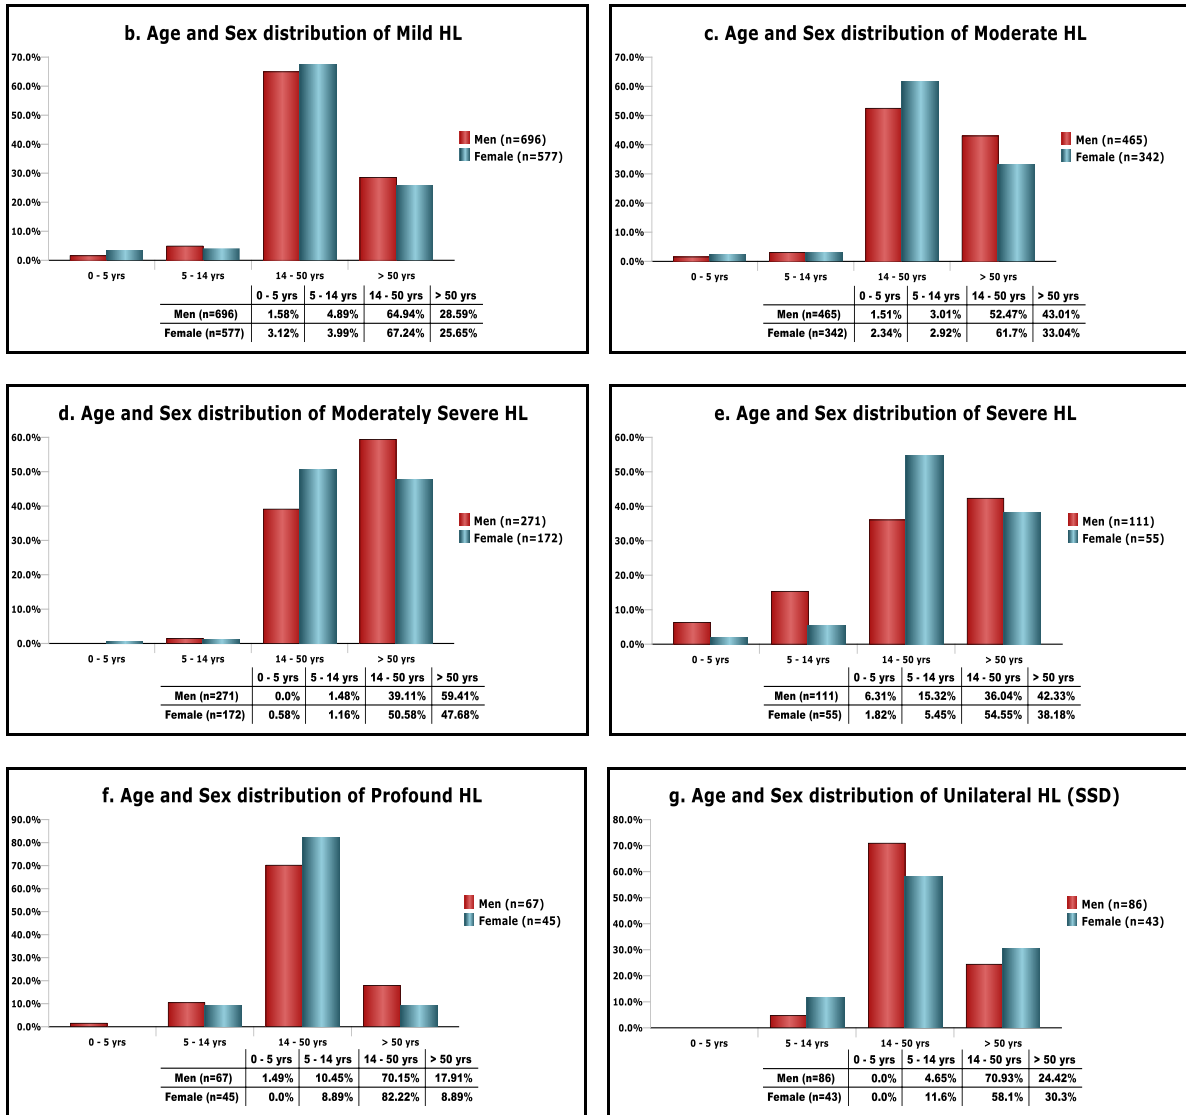 b. Age and Sex distribution of Mild HL
70.0%
60.0%
50.0%
40.0%
30.0%
20.0%
10.0%
0.0%
Men (n=696)
Female (n=577)
0 - 5 yrs 5 - 14 yrs 14 - 50 yrs > 50 yrs
0 - 5 yrs 5 - 14 yrs 14 - 50 yrs > 50 yrs
Men (n=696) 1.58% 4.89% 64.94% 28.59%
Female (n=577) 3.12% 3.99% 67.24% 25.65%
c. Age and Sex distribution of Moderate HL
70.0%
60.0%
50.0%
40.0%
30.0%
20.0%
10.0%
0.0%
Men (n=465)
Female (n=342)
0 - 5 yrs 5 - 14 yrs 14 - 50 yrs > 50 yrs
0 - 5 yrs 5 - 14 yrs 14 - 50 yrs > 50 yrs
Men (n=465) 1.51% 3.01% 52.47% 43.01%
Female (n=342) 2.34% 2.92% 61.7% 33.04%
d. Age and Sex distribution of Moderately Severe HL
60.0%
50.0%
40.0%
30.0%
20.0%
10.0%
0.0%
Men (n=271)
Female (n=172)
0 - 5 yrs 5 - 14 yrs 14 - 50 yrs > 50 yrs
0 - 5 yrs 5 - 14 yrs 14 - 50 yrs > 50 yrs
Men (n=271) 0.0% 1.48% 39.11% 59.41%
Female (n=172) 0.58% 1.16% 50.58% 47.68%
e. Age and Sex distribution of Severe HL
60.0%
50.0%
40.0%
30.0%
20.0%
10.0%
0.0%
Men (n=111)
Female (n=55)
0 - 5 yrs 5 - 14 yrs 14 - 50 yrs > 50 yrs
0 - 5 yrs 5 - 14 yrs 14 - 50 yrs > 50 yrs
Men (n=111) 6.31% 15.32% 36.04% 42.33%
Female (n=55) 1.82% 5.45% 54.55% 38.18%
f. Age and Sex distribution of Profound HL
90.0%
80.0%
70.0%
60.0%
50.0%
40.0%
30.0%
20.0%
10.0%
0.0%
Men (n=67)
Female (n=45)
0 - 5 yrs 5 - 14 yrs 14 - 50 yrs > 50 yrs
0 - 5 yrs 5 - 14 yrs 14 - 50 yrs > 50 yrs
Men (n=67) 1.49% 10.45% 70.15% 17.91%
Female (n=45) 0.0% 8.89% 82.22% 8.89%
g. Age and Sex distribution of Unilateral HL (SSD)
80.0%
70.0%
60.0%
50.0%
40.0%
30.0%
20.0%
10.0%
0.0%
Men (n=86)
Female (n=43)
0 - 5 yrs 5 - 14 yrs 14 - 50 yrs > 50 yrs
0 - 5 yrs 5 - 14 yrs 14 - 50 yrs > 50 yrs
Men (n=86) 0.0% 4.65% 70.93% 24.42%
Female (n=43) 0.0% 11.6% 58.1% 30.3%